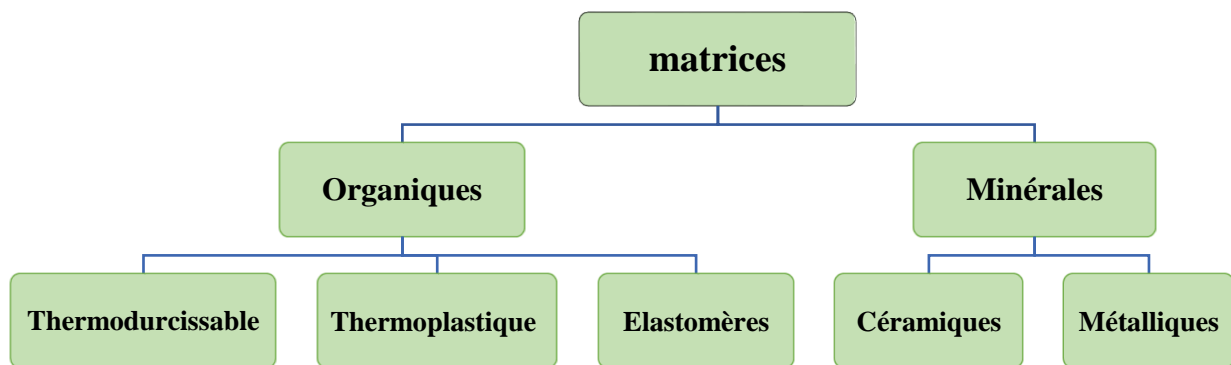 matrices
Organiques
Minérales
Thermodurcissable
Thermoplastique
Elastomères
Céramiques
Métalliques